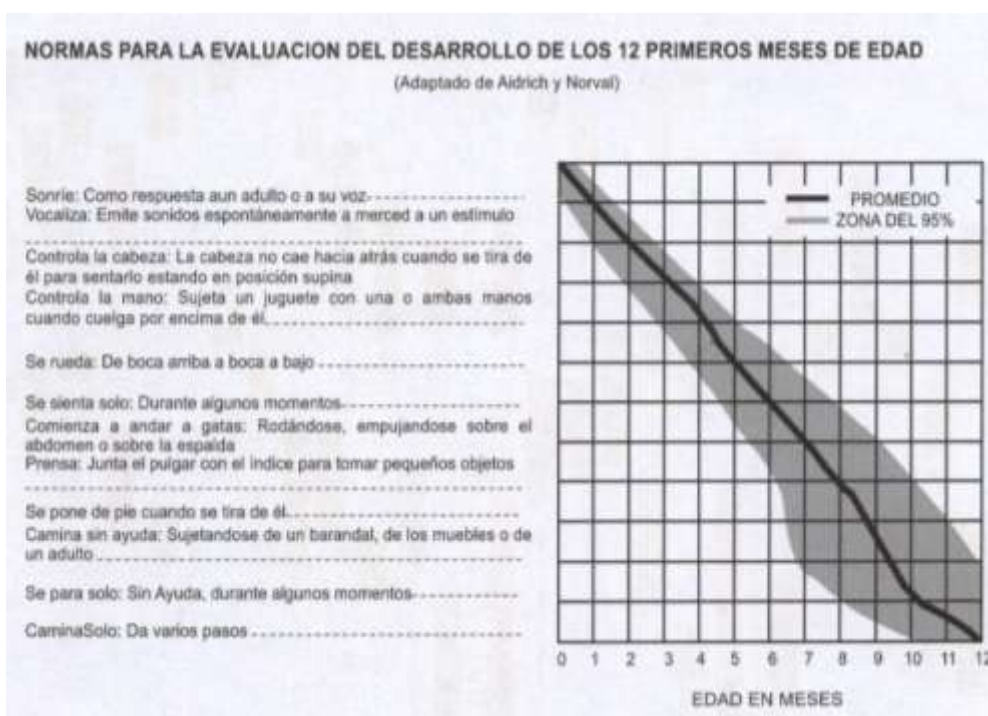 NORMAS PARA LA EVALUACION DEL DESARROLLO DE LOS 12 PRIMEROS MESES DE EDAD
(Adaptado de Aidrich y Norval)
Sonríe: Como respuesta aun adulto o a su voz
Vocaliza: Emite sonidos espontáneamente a merced a un estímulo
Controla la cabeza: La cabeza no cae hacia atrás cuando se tira de
él para sentarlo estando en posición supina
Controla la mano: Sujeta un juguete con una o ambas manos
cuando cuelga por encima de él
Se rueda: De boca arriba a boca a bajo
Se sienta solo: Durante algunos momentos
Comienza a andar a gatas: Rodándose, empujandose sobre el
abdomen o sobre la espalda
Prensa: Junta el pulgar con el índice para tomar pequeños objetos
Se pone de pie cuando se tira de él
Camina sin ayuda: Sujetandose de un barandal, de los muebles o de
un adulto
Se para solo: Sin Ayuda, durante algunos momentos
CaminaSolo: Da varios pasos
PROMEDIO
ZONA DEL 95%
0 1 2 3 4 5 6 7 8 9 10 11 12
EDAD EN MESES